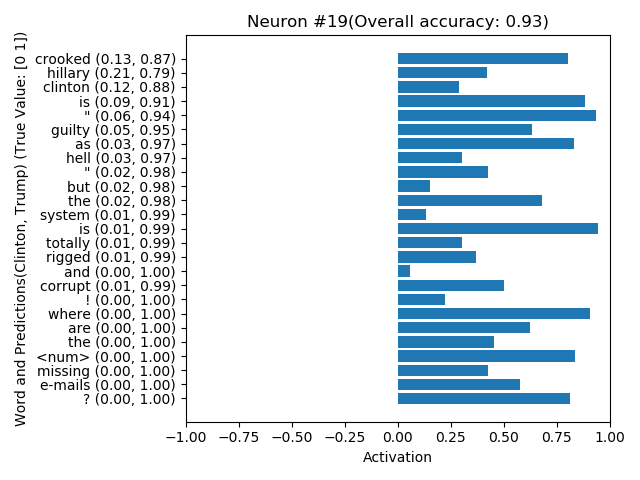 Neuron #19(Overall accuracy: 0.93)
Word and Predictions(Clinton, Trump) (True Value: [0 1])
crooked (0.13, 0.87)
hillary (0.21, 0.79)
clinton (0.12, 0.88)
is (0.09, 0.91)
" (0.06, 0.94)
guilty (0.05, 0.95)
as (0.03, 0.97)
hell (0.03, 0.97)
" (0.02, 0.98)
but (0.02, 0.98)
the (0.02, 0.98)
system (0.01, 0.99)
is (0.01, 0.99)
totally (0.01, 0.99)
rigged (0.01, 0.99)
and (0.00, 1.00)
corrupt (0.01, 0.99)
! (0.00, 1.00)
where (0.00, 1.00)
are (0.00, 1.00)
the (0.00, 1.00)
<num> (0.00, 1.00)
missing (0.00, 1.00)
e-mails (0.00, 1.00)
? (0.00, 1.00)
−1.00 −0.75 −0.50 −0.25 0.00 0.25 0.50 0.75 1.00
Activation